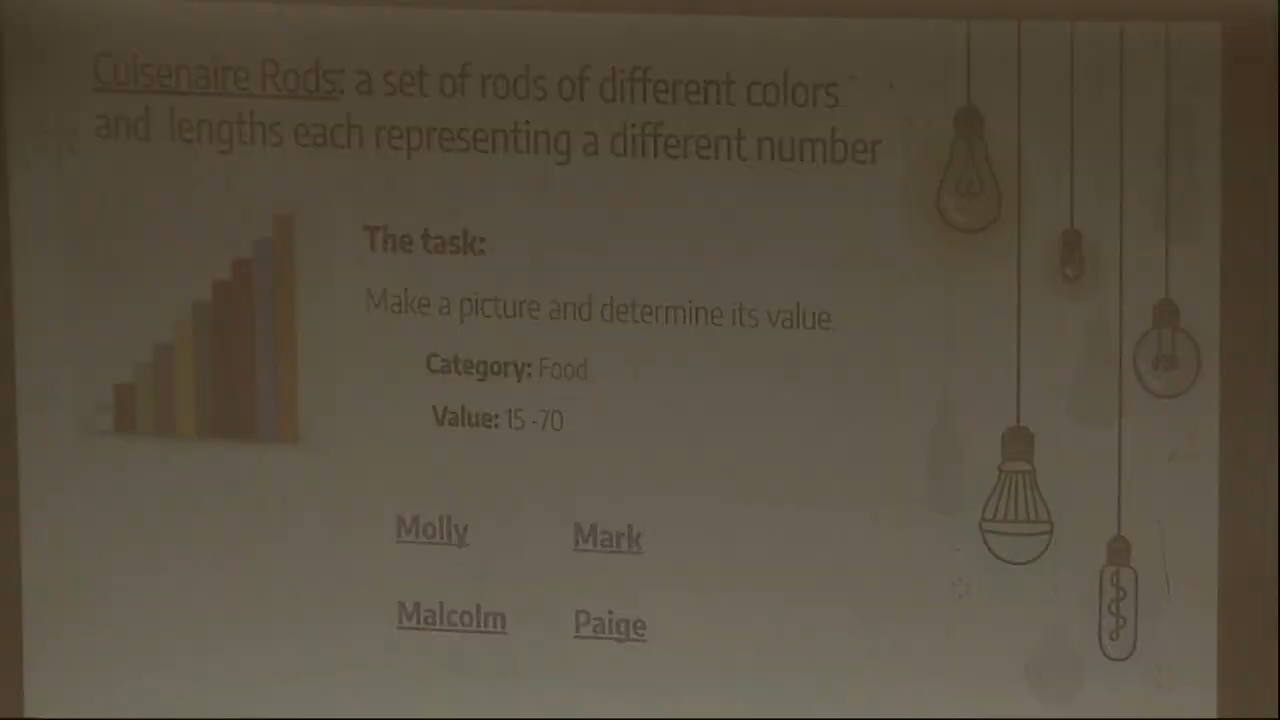 Cuisenaire Rods: a set of rods of different colors
and lengths each representing a different number
The task:
Make a picture and determine its value.
Category: Food
Value: 15 -70
Molly
Mark
Malcolm
Paige